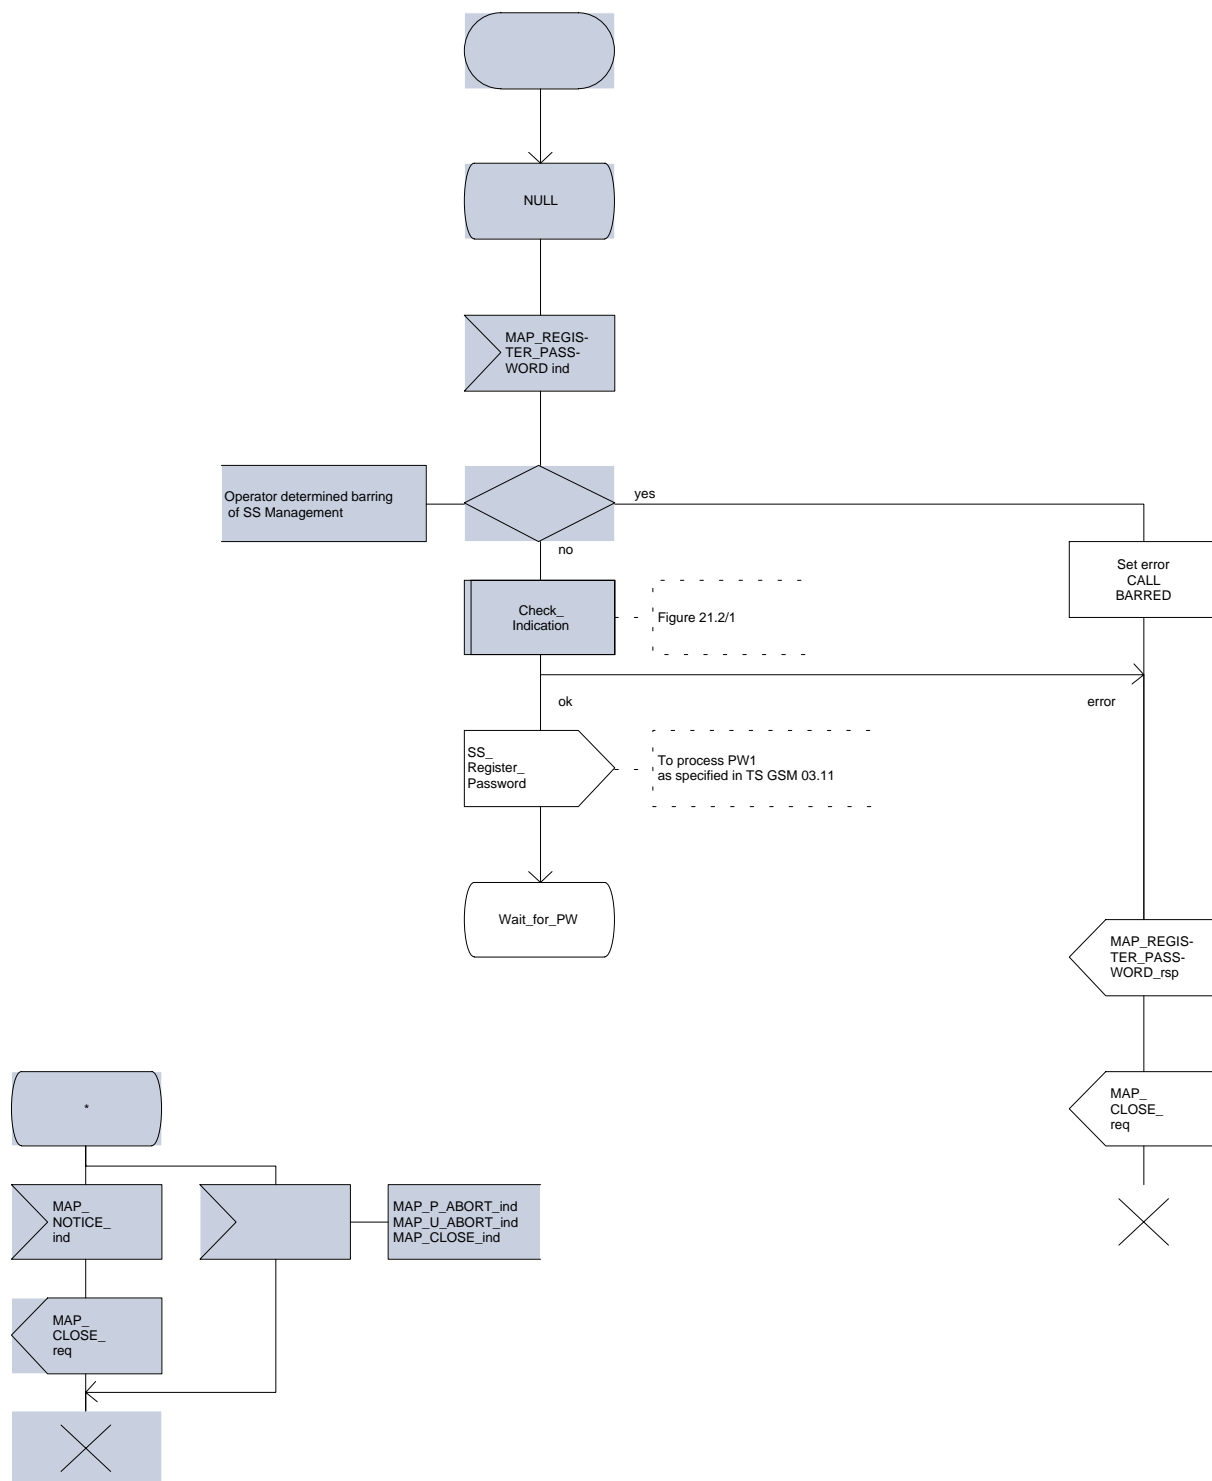 NULL
MAP_REGIS-
TER_PASS-
WORD ind
Operator determined barring
of SS Management
yes
no
Set error
CALL
BARRED
Check_
Indication
Figure 21.2/1
ok
error
SS_
Register_
Password
To process PW1
as specified in TS GSM 03.11
Wait_for_PW
MAP_REGIS-
TER_PASS-
WORD_rsp
MAP_
CLOSE_
req
*
MAP_
NOTICE_
ind
MAP_P_ABORT_ind
MAP_U_ABORT_ind
MAP_CLOSE_ind
MAP_
CLOSE_
req